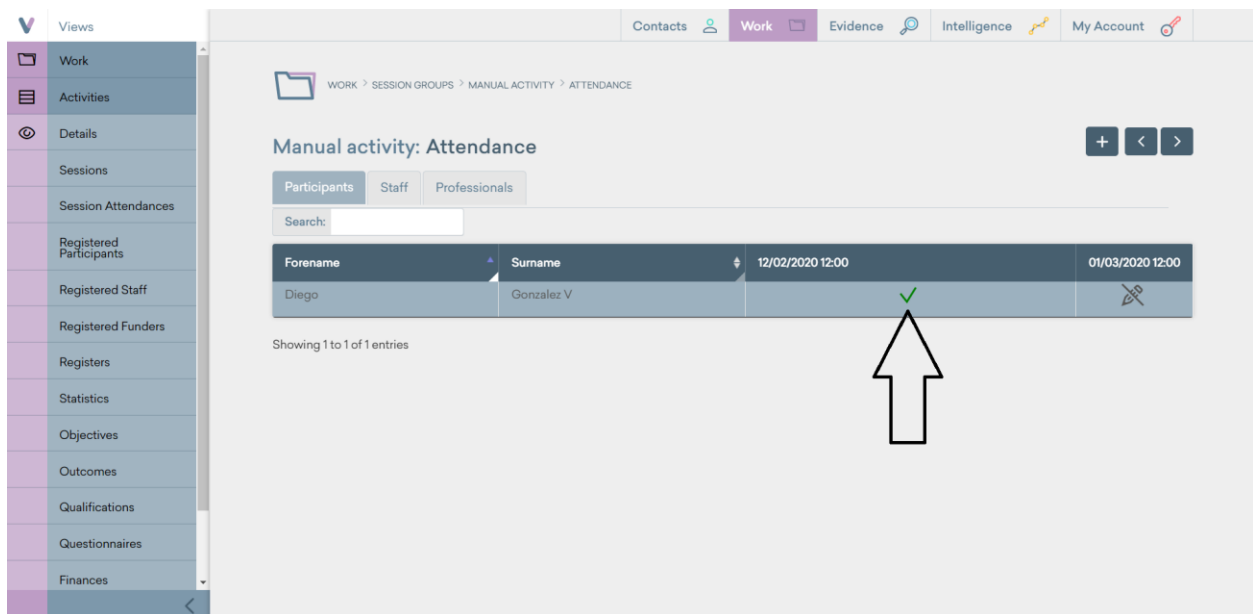 Views
Contacts
Work
Evidence
Intelligence
My Account
Work
Activities
Details
Sessions
Session Attendances
Registered
Participants
Registered Staff
Registered Funders
Registers
Statistics
Objectives
Outcomes
Qualifications
Questionnaires
Finances
WORK > SESSION GROUPS > MANUAL ACTIVITY > ATTENDANCE
Manual activity: Attendance
Participants Staff Professionals
Search:
Forename Surname 12/02/2020 12:00 01/03/2020 12:00
Diego Gonzalez V
Showing 1 to 1 of 1 entries